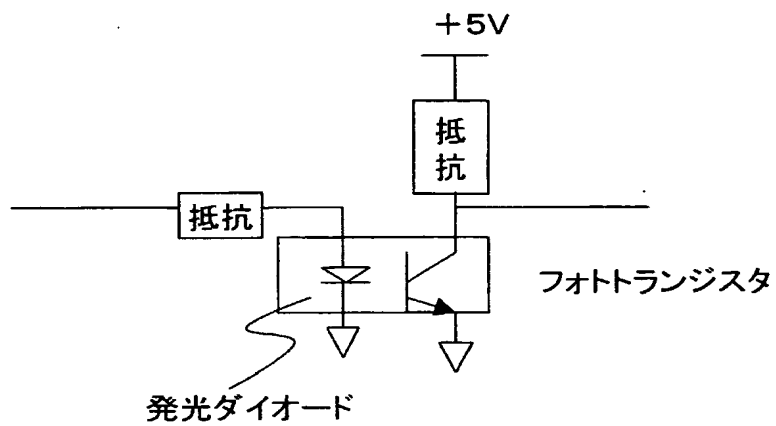 ＋5V
抵
抗
抵抗
フォトトランジスタ
発光ダイオード